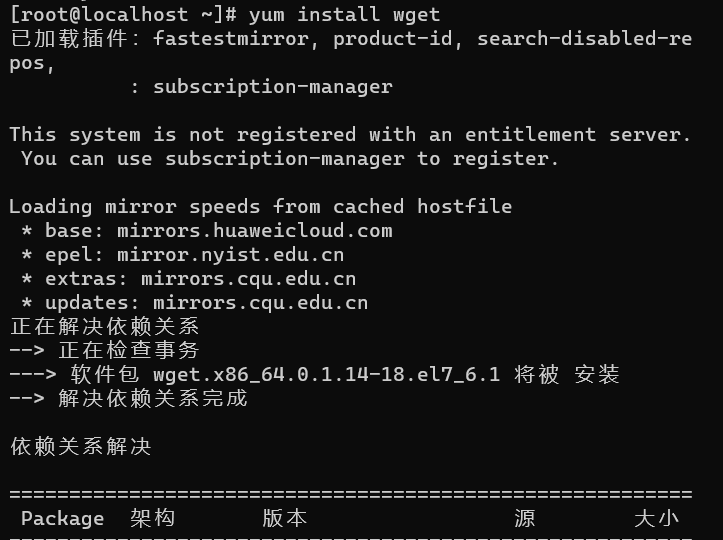 [root@localhost ~]# yum install wget
已加载插件：fastestmirror, product-id, search-disabled-re
pos,
          : subscription-manager
This system is not registered with an entitlement server.
 You can use subscription-manager to register.
Loading mirror speeds from cached hostfile
 * base: mirrors.huaweicloud.com
 * epel: mirror.nyist.edu.cn
 * extras: mirrors.cqu.edu.cn
 * updates: mirrors.cqu.edu.cn
正在解决依赖关系
--> 正在检查事务
---> 软件包 wget.x86_64.0.1.14-18.el7_6.1 将被 安装
--> 解决依赖关系完成
依赖关系解决
=========================================================
 Package  架构       版本                 源        大小
=========================================================